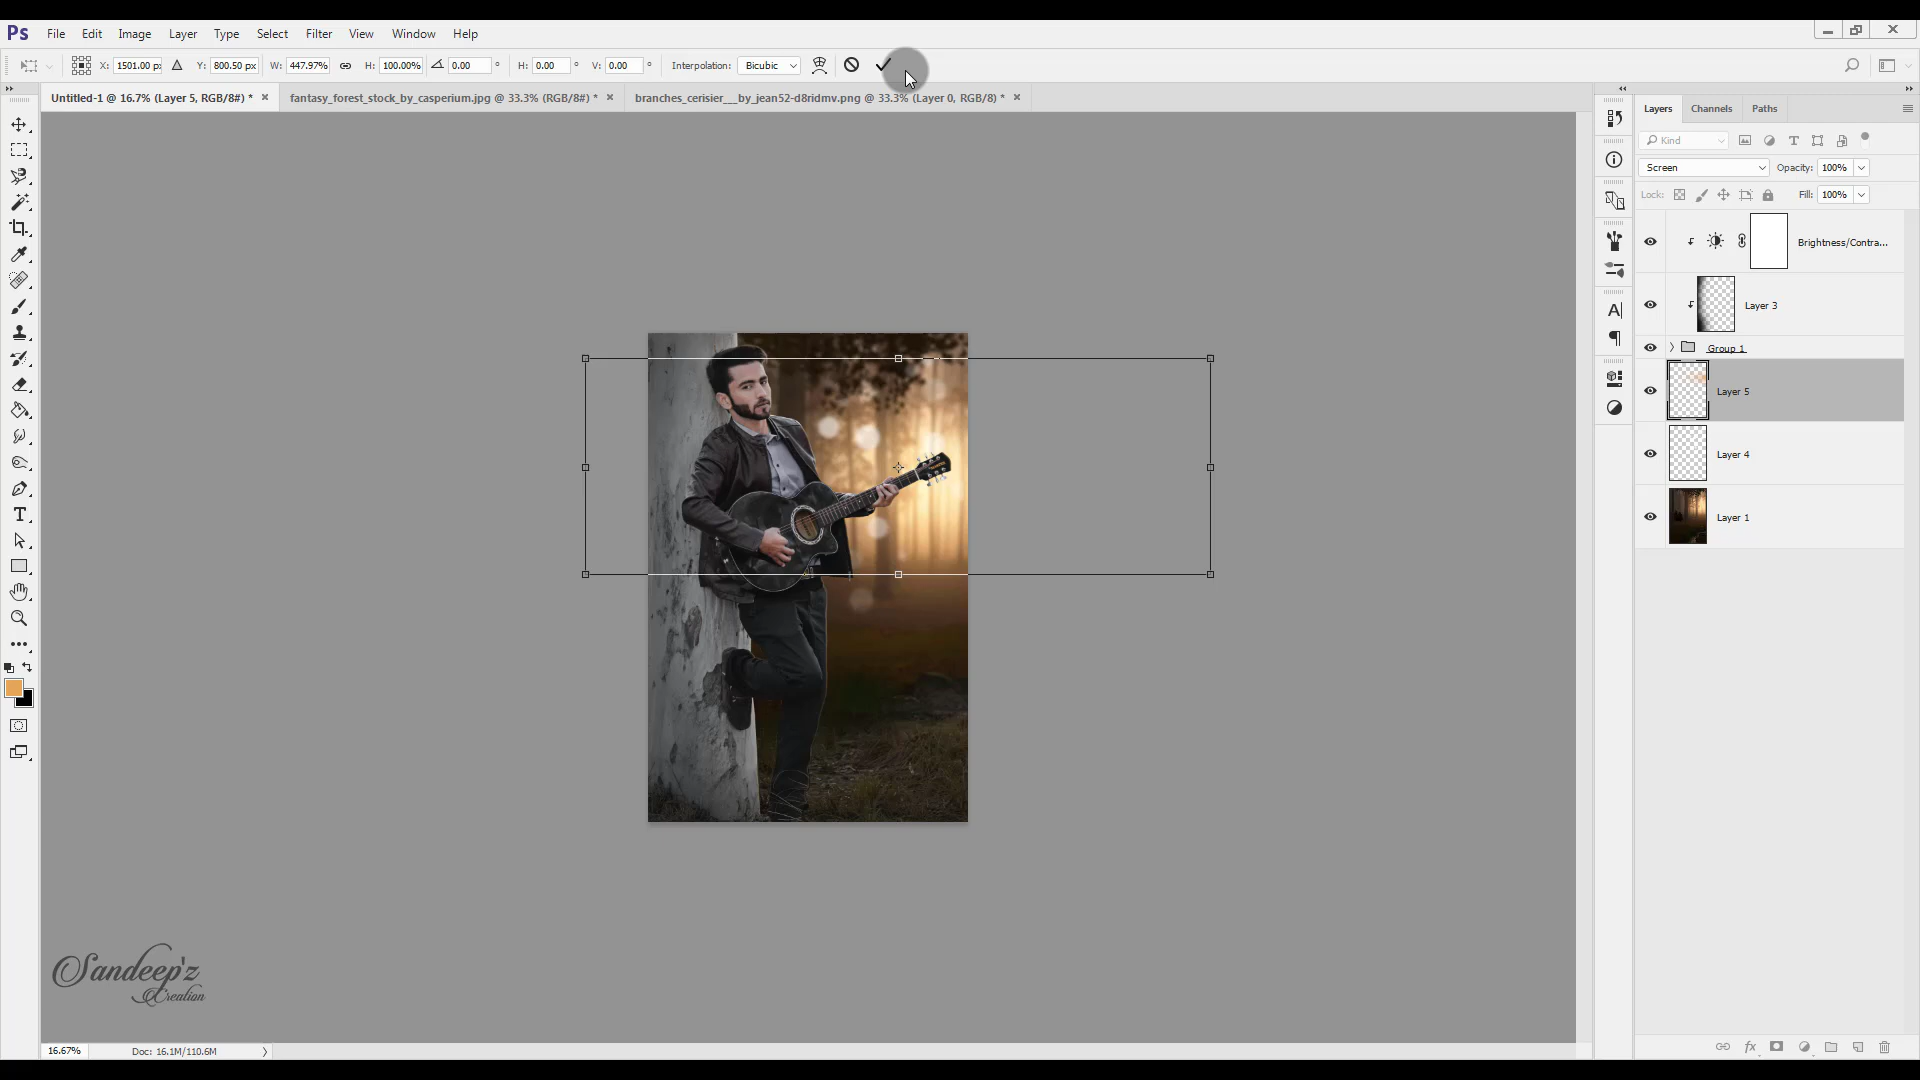 Ps File Edit Image Layer Type Select Filter View Window Help
X: 1501.00 px Y: 800.50 px W: 447.97% H: 100.00% 0.00 ° H: 0.00 ° V: 0.00 ° Interpolation: Bicubic
Untitled-1 @ 16.7% (Layer 5, RGB/8#) * × fantasy_forest_stock_by_casperium.jpg @ 33.3% (RGB/8#) * × branches_cerisier___by_jean52-d8ridmv.png @ 33.3% (Layer 0, RGB/8) * ×
Layers Channels Paths
Kind
Screen Opacity: 100%
Lock: Fill: 100%
Brightness/Contra...
Layer 3
Group 1
Layer 5
Layer 4
Layer 1
Sandeep'z
Creation
16.67% Doc: 16.1M/110.6M